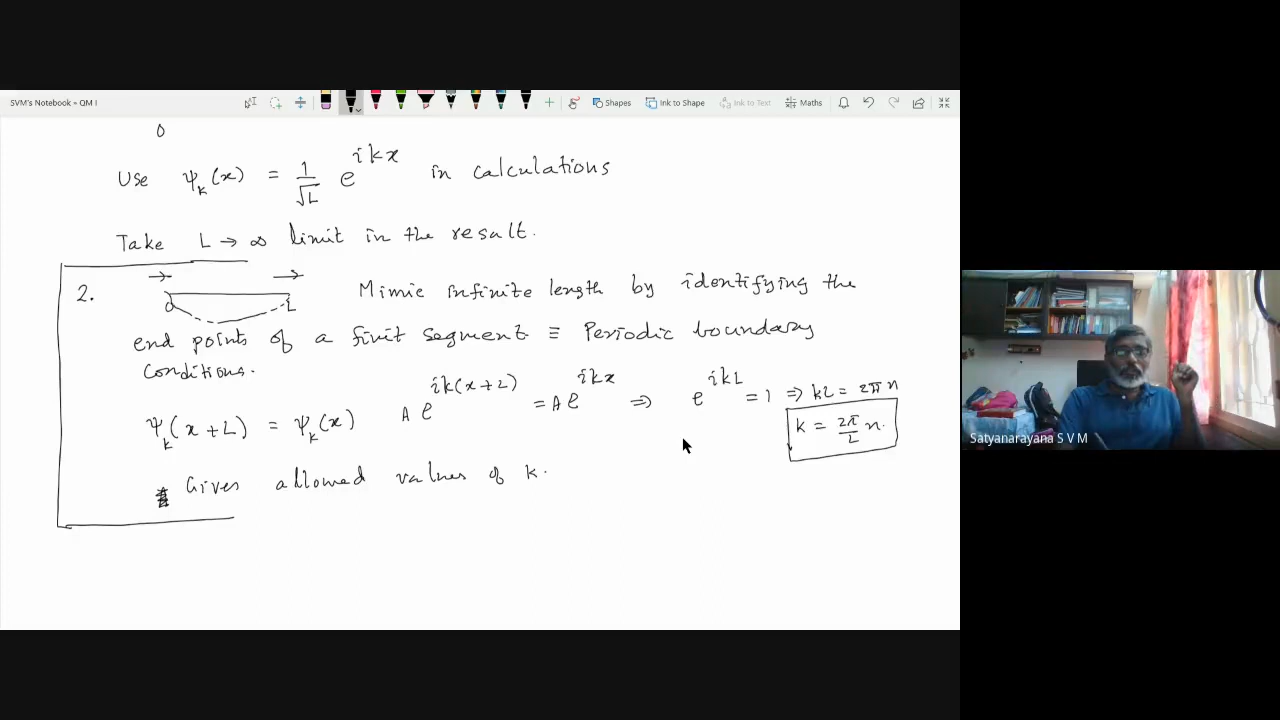 SVM's Notebook » QM I
Shapes
Ink to Shape
Ink to Text
Maths
0
Use ψ_k(x) = 1/√L e^{ikx} in calculations
Take L → ∞ limit in the result.
2. 0 L Mimic infinite length by identifying the
end points of a finit segment ≡ Periodic boundary
conditions.
ψ_k(x+L) = ψ_k(x) A e^{ik(x+L)} = A e^{ikx} ⇒ e^{ikL} = 1 ⇒ kL = 2πn
k = 2π/L n.
Gives allowed values of k.
Satyanarayana S V M